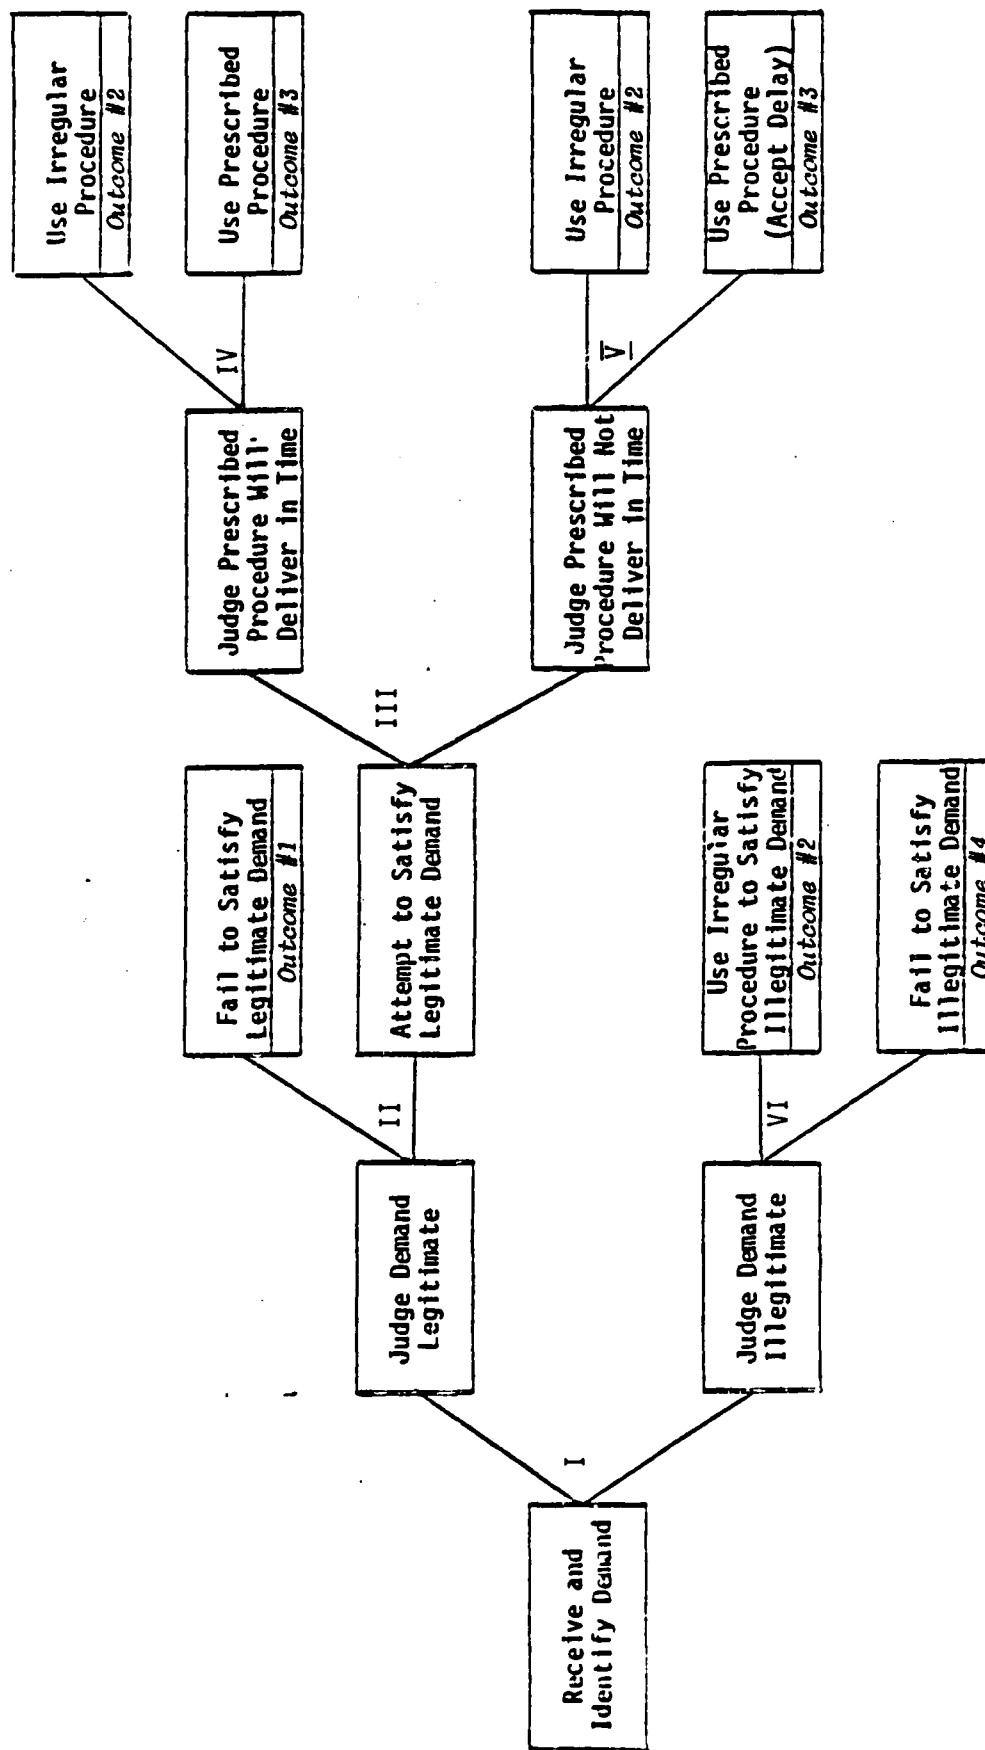 Receive and
Identify Demand
I
Judge Demand
Legitimate
Judge Demand
Illegitimate
II
VI
Fail to Satisfy
Legitimate Demand
Outcome #1
Attempt to Satisfy
Legitimate Demand
Use Irregular
Procedure to Satisfy
Illegitimate Demand
Outcome #2
Fail to Satisfy
Illegitimate Demand
Outcome #4
III
Judge Prescribed
Procedure Will
Deliver in Time
Judge Prescribed
Procedure Will Not
Deliver in Time
IV
V
Use Irregular
Procedure
Outcome #2
Use Prescribed
Procedure
Outcome #3
Use Irregular
Procedure
Outcome #2
Use Prescribed
Procedure
(Accept Delay)
Outcome #3